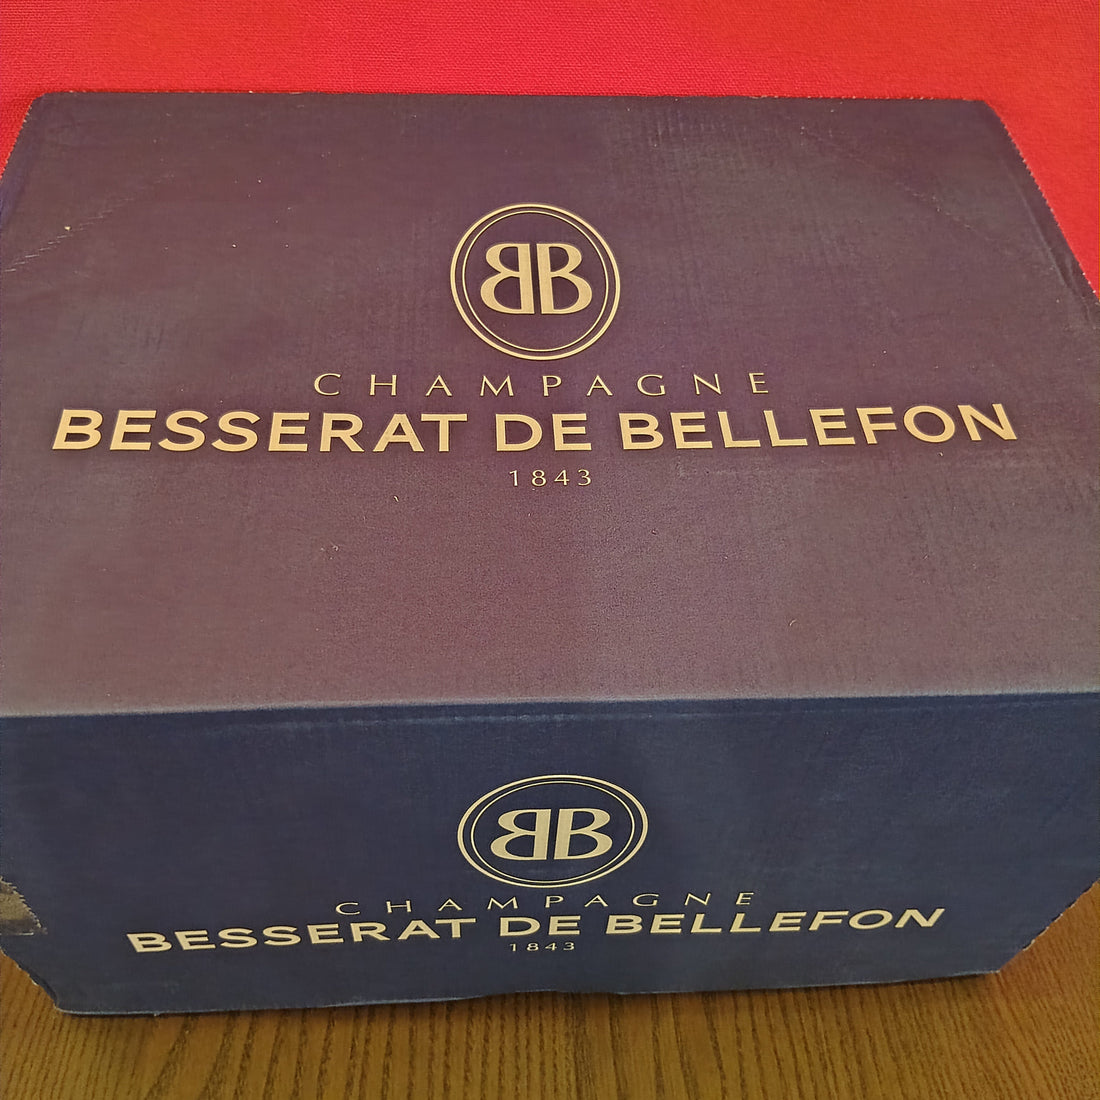 BB
CHAMPAGNE
BESSERAT DE BELLEFON
1843
BB
CHAMPAGNE
BESSERAT DE BELLEFON
1843